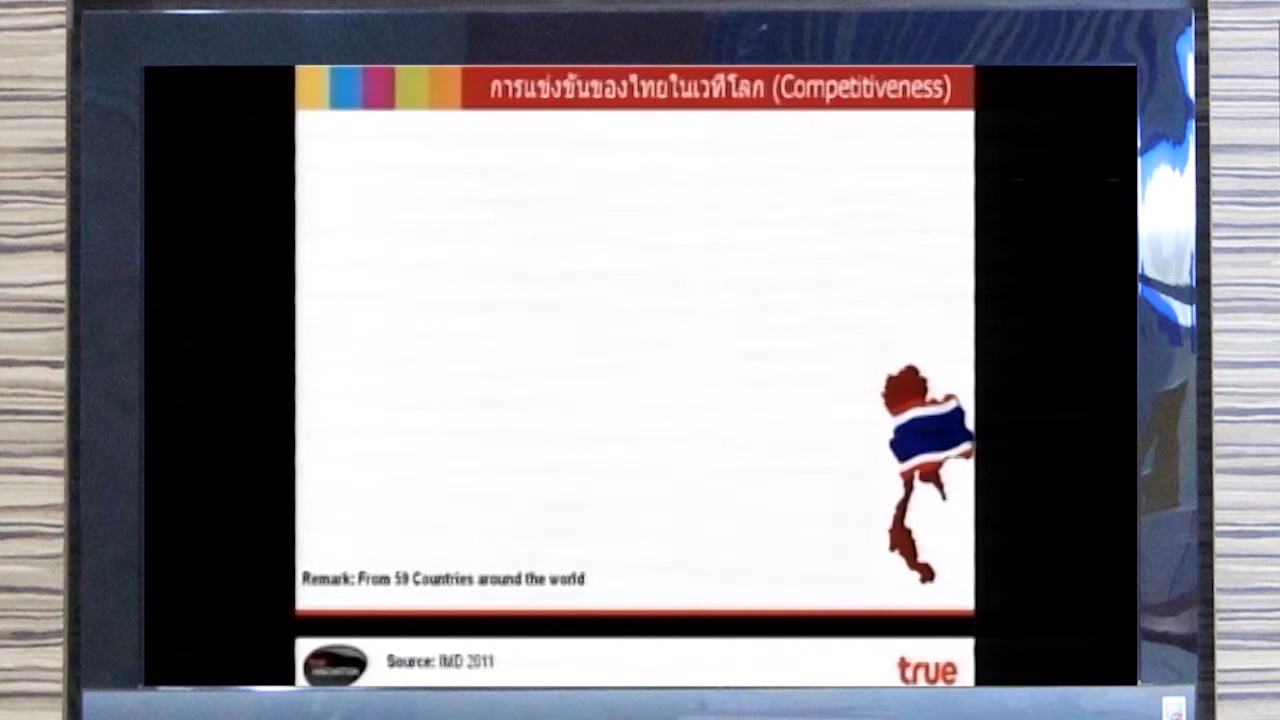 การแข่งขันของไทยในเวทีโลก (Competitiveness)
Remark: From 59 Countries around the world
Source: IMD 2011
true